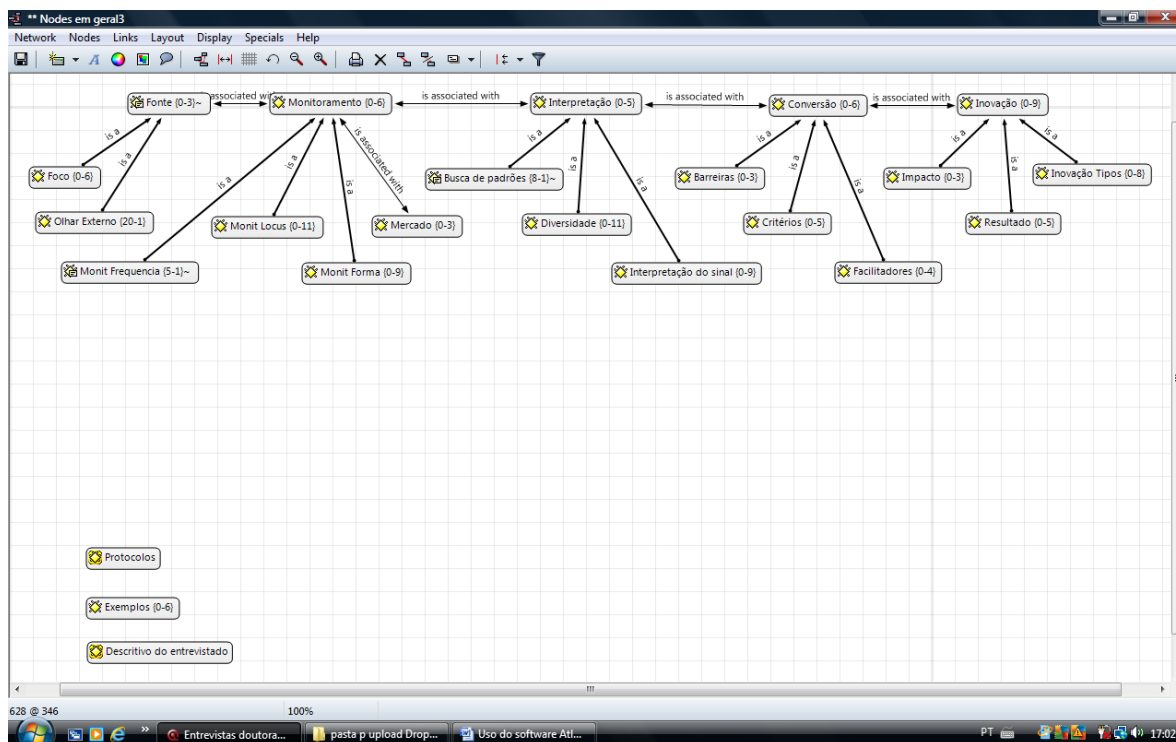 ** Nodes em geral3
Network Nodes Links Layout Display Specials Help
Fonte {0-3}~
associated wit
Monitoramento {0-6}
is associated with
Interpretação {0-5}
is associated with
Conversão {0-6}
is associated with
Inovação {0-9}
is a
is a
is a
is a
is a
is associated with
is a
is a
is a
is a
is a
is a
is a
is a
is a
Foco {0-6}
Busca de padrões {8-1}~
Barreiras {0-3}
Impacto {0-3}
Inovação Tipos {0-8}
Olhar Externo {20-1}
Monit Locus {0-11}
Mercado {0-3}
Diversidade {0-11}
Critérios {0-5}
Resultado {0-5}
Monit Frequencia {5-1}~
Monit Forma {0-9}
Interpretação do sinal {0-9}
Facilitadores {0-4}
Protocolos
Exemplos {0-6}
Descritivo do entrevistado
628 @ 346
100%
Entrevistas doutora...
pasta p upload Drop...
Uso do software Atl...
PT
17:02